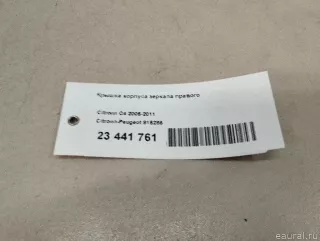 Крышка корпуса зеркала правого
Citroen C4 2005-2011
Citroen-Peugeot 8152S6
23 441 761
eaural.ru